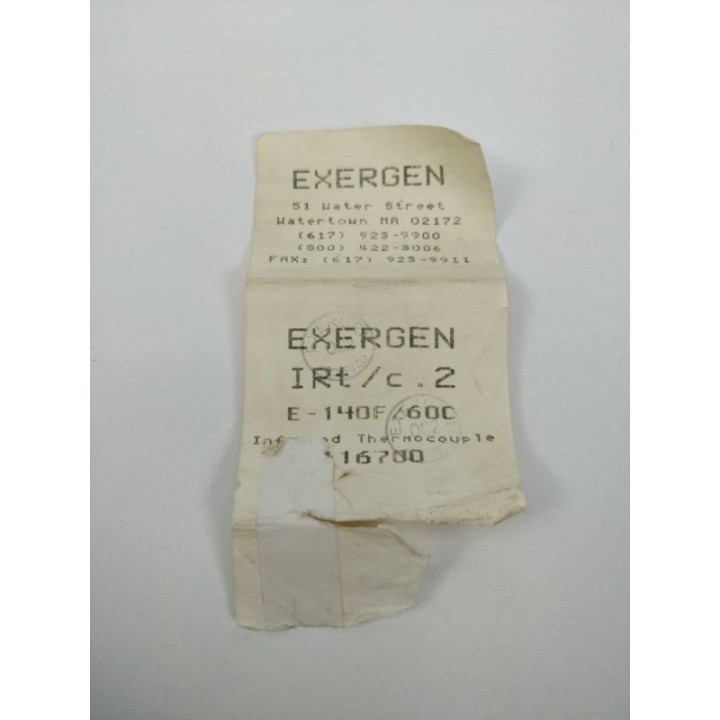 EXERGEN
51 Water Street
Watertown MA 02172
(617) 923-9900
(800) 422-3006
FAX: (617) 923-9911
EXERGEN
IRt/c.2
E-140F/60C
Thermocouple
16700